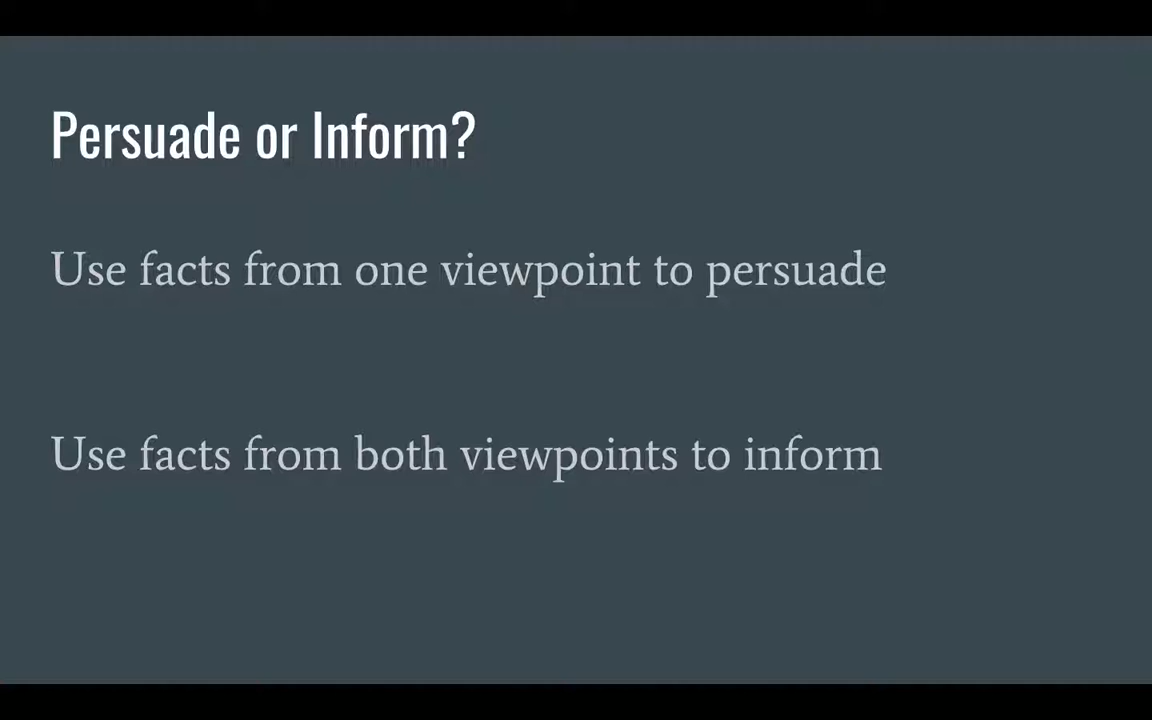 Persuade or Inform?
Use facts from one viewpoint to persuade
Use facts from both viewpoints to inform